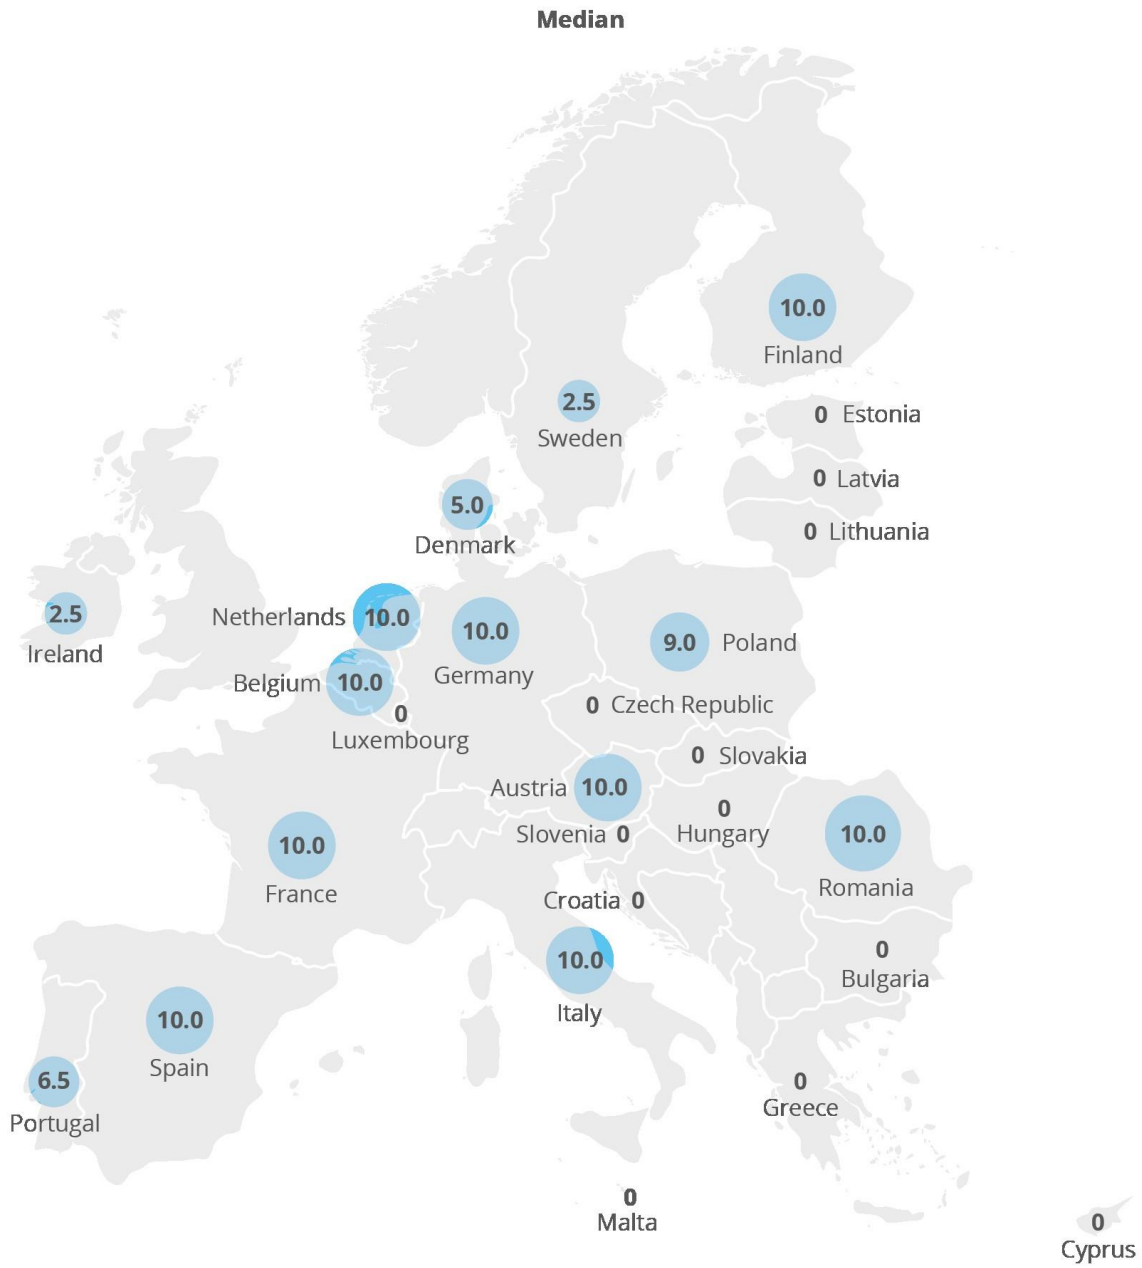 Median
10.0
Finland
2.5
Sweden
0 Estonia
0 Latvia
0 Lithuania
5.0
Denmark
2.5
Ireland
Netherlands 10.0
10.0
Germany
9.0 Poland
Belgium 10.0
0
Luxembourg
0 Czech Republic
0 Slovakia
Austria 10.0
0
Hungary
Slovenia 0
10.0
Romania
10.0
France
Croatia 0
10.0
Italy
0
Bulgaria
10.0
Spain
6.5
Portugal
0
Greece
0
Malta
0
Cyprus